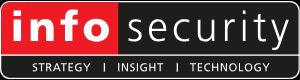 info security
STRATEGY | INSIGHT | TECHNOLOGY